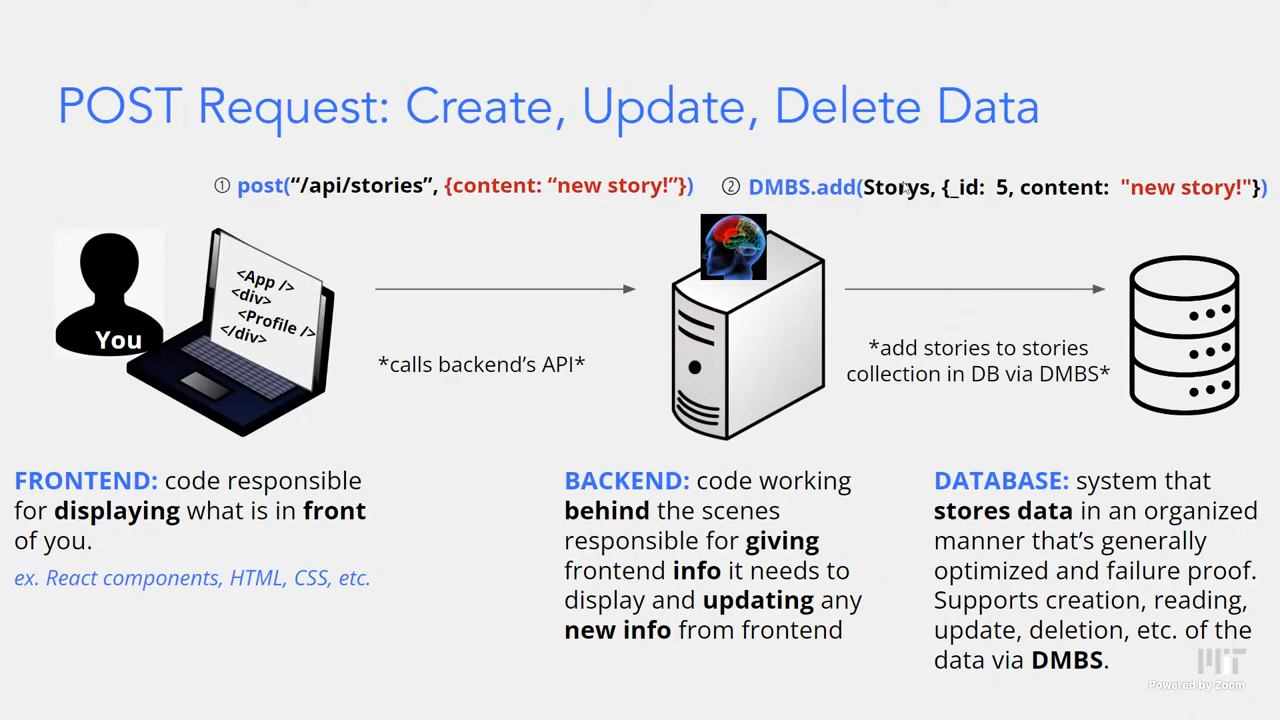 POST Request: Create, Update, Delete Data
① post(“/api/stories”, {content: “new story!”})
② DMBS.add(Storys, {_id: 5, content: "new story!"})
<App />
<div>
<Profile />
</div>
You
*calls backend’s API*
*add stories to stories
collection in DB via DMBS*
FRONTEND: code responsible
for displaying what is in front
of you.
ex. React components, HTML, CSS, etc.
BACKEND: code working
behind the scenes
responsible for giving
frontend info it needs to
display and updating any
new info from frontend
DATABASE: system that
stores data in an organized
manner that’s generally
optimized and failure proof.
Supports creation, reading,
update, deletion, etc. of the
data via DMBS.
MIT
Powered by Zoom